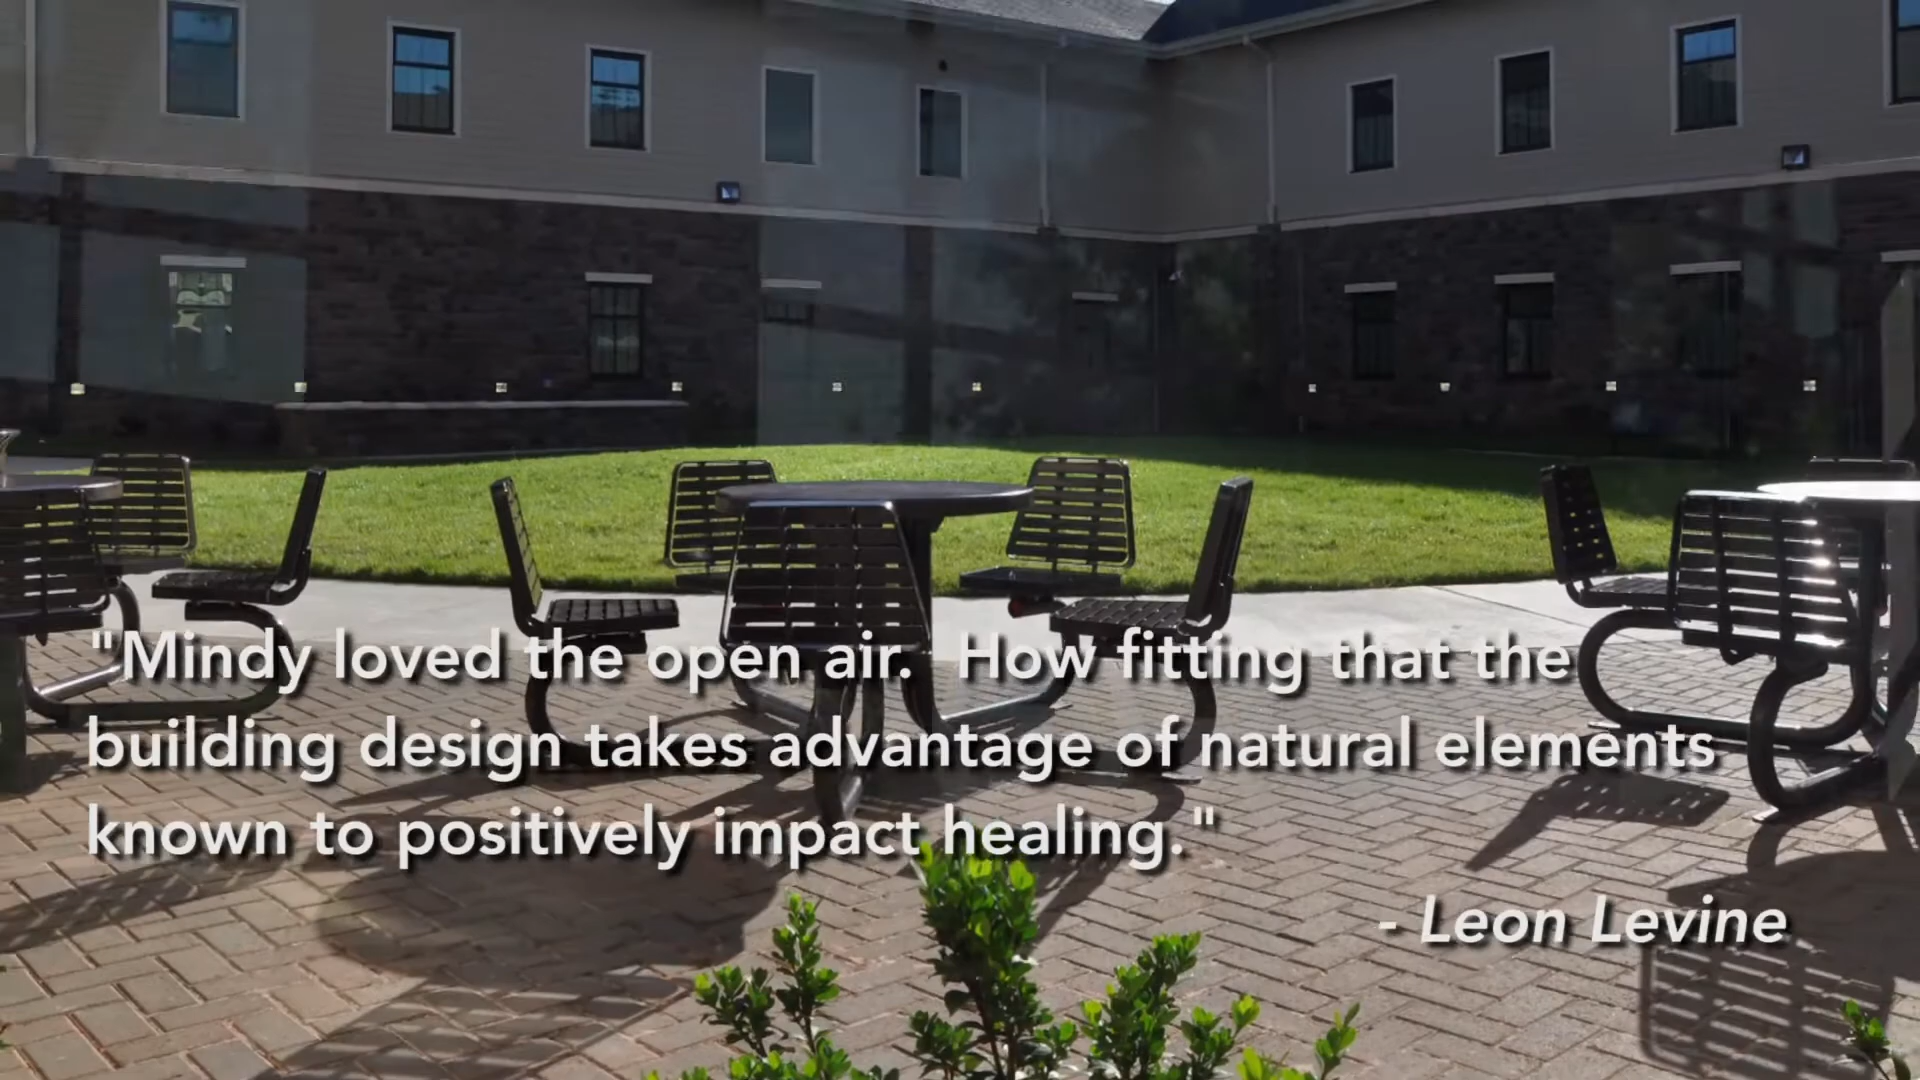 "Mindy loved the open air.  How fitting that the
building design takes advantage of natural elements
known to positively impact healing."
- Leon Levine